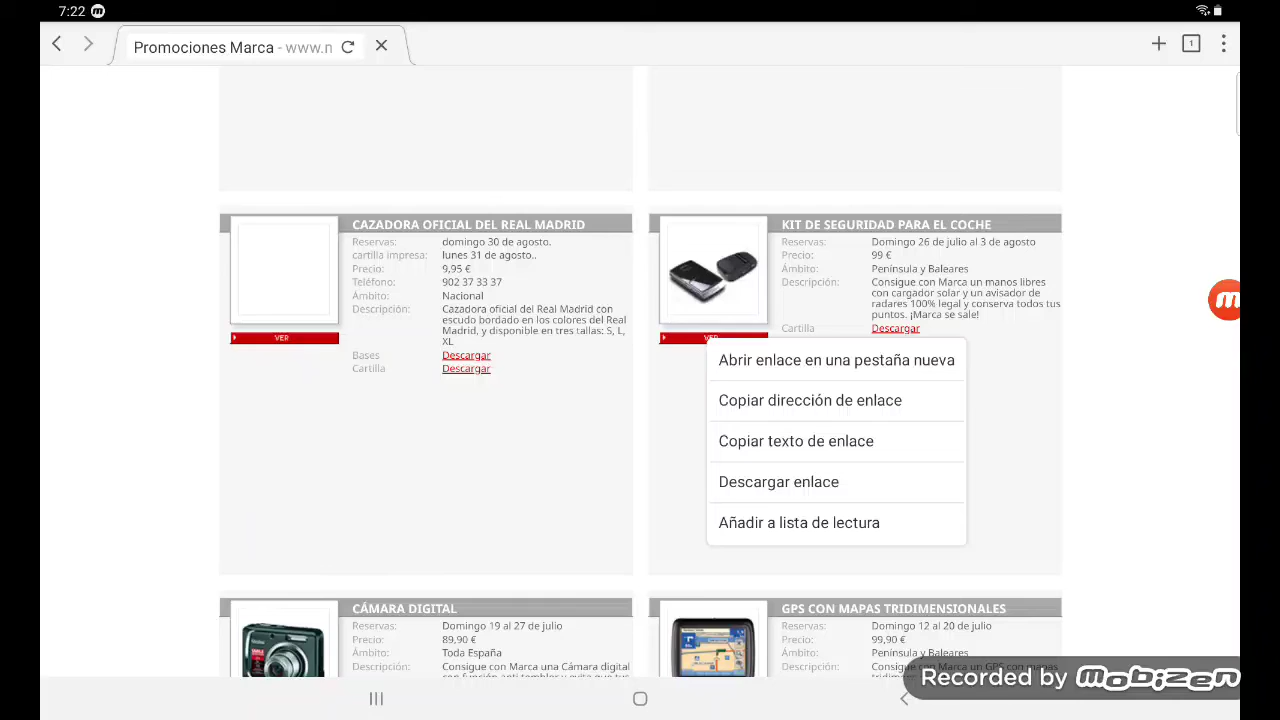 7:22
Promociones Marca - www.n
1
CAZADORA OFICIAL DEL REAL MADRID
Reservas: domingo 30 de agosto.
cartilla impresa: lunes 31 de agosto..
Precio: 9,95 €
Teléfono: 902 37 33 37
Ámbito: Nacional
Descripción: Cazadora oficial del Real Madrid con
escudo bordado en los colores del Real
Madrid, y disponible en tres tallas: S, L,
XL
VER
Bases Descargar
Cartilla Descargar
KIT DE SEGURIDAD PARA EL COCHE
Reservas: Domingo 26 de julio al 3 de agosto
Precio: 99 €
Ámbito: Península y Baleares
Descripción: Consigue con Marca un manos libres
con cargador solar y un avisador de
radares 100% legal y conserva todos tus
puntos. ¡Marca se sale!
Cartilla Descargar
VER
Abrir enlace en una pestaña nueva
Copiar dirección de enlace
Copiar texto de enlace
Descargar enlace
Añadir a lista de lectura
CÁMARA DIGITAL
Reservas: Domingo 19 al 27 de julio
Precio: 89,90 €
Ámbito: Toda España
Descripción: Consigue con Marca una Cámara digital
con función anti temblor y evita que tus
GPS CON MAPAS TRIDIMENSIONALES
Reservas: Domingo 12 al 20 de julio
Precio: 99,90 €
Ámbito: Península y Baleares
Descripción: Consigue con Marca un GPS con mapas
Recorded by mobizen